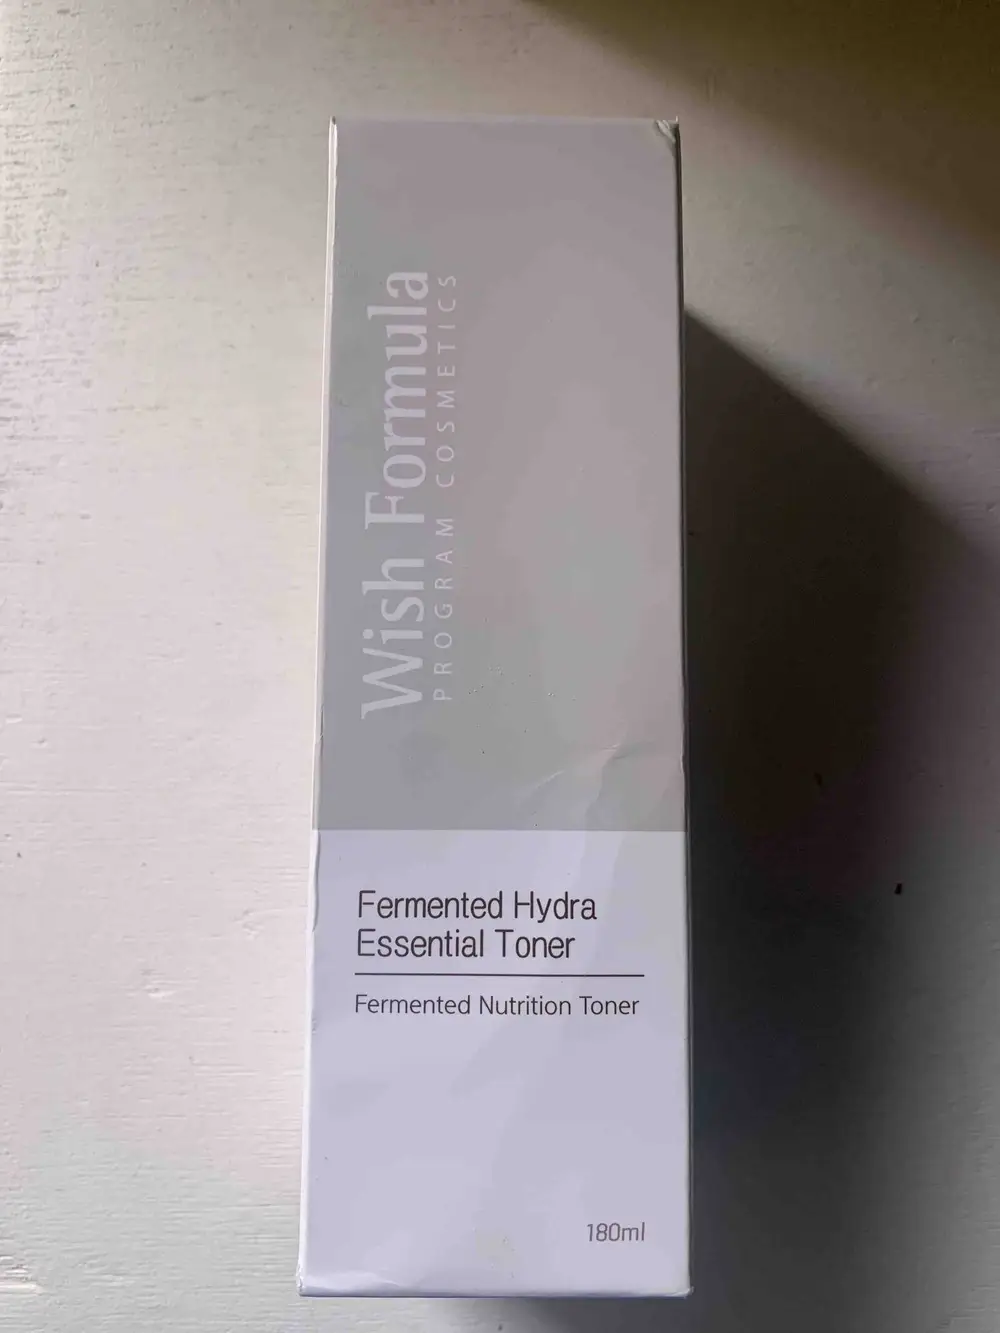 Wish Formula
PROGRAM COSMETICS
Fermented Hydra
Essential Toner
Fermented Nutrition Toner
180ml